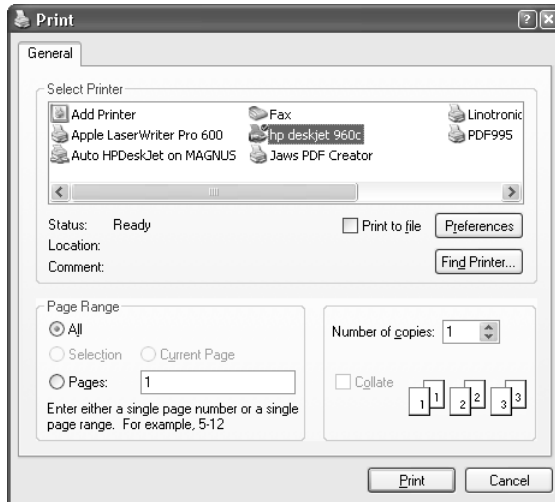 Print
General
Select Printer
Add Printer Fax Linotronic
Apple LaserWriter Pro 600 hp deskjet 960c PDF995
Auto HPDeskJet on MAGNUS Jaws PDF Creator
Status: Ready Print to file Preferences
Location:
Comment: Find Printer...
Page Range
All
Selection Current Page
Pages: 1
Enter either a single page number or a single
page range. For example, 5-12
Number of copies: 1
Collate
1 1 2 2 3 3
Print Cancel